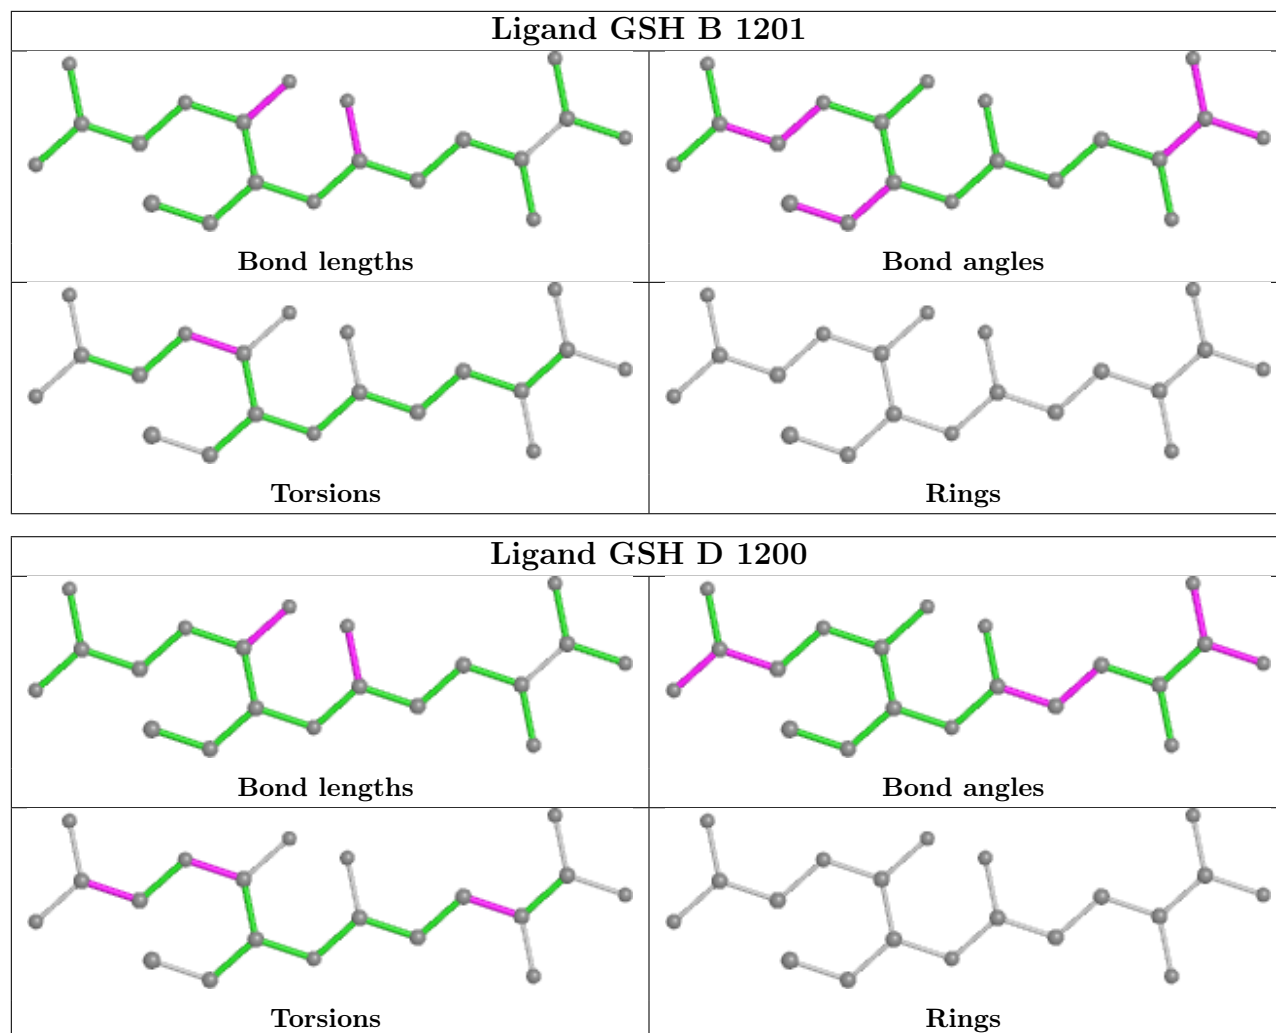 Ligand GSH B 1201
Bond lengths
Bond angles
Torsions
Rings
Ligand GSH D 1200
Bond lengths
Bond angles
Torsions
Rings